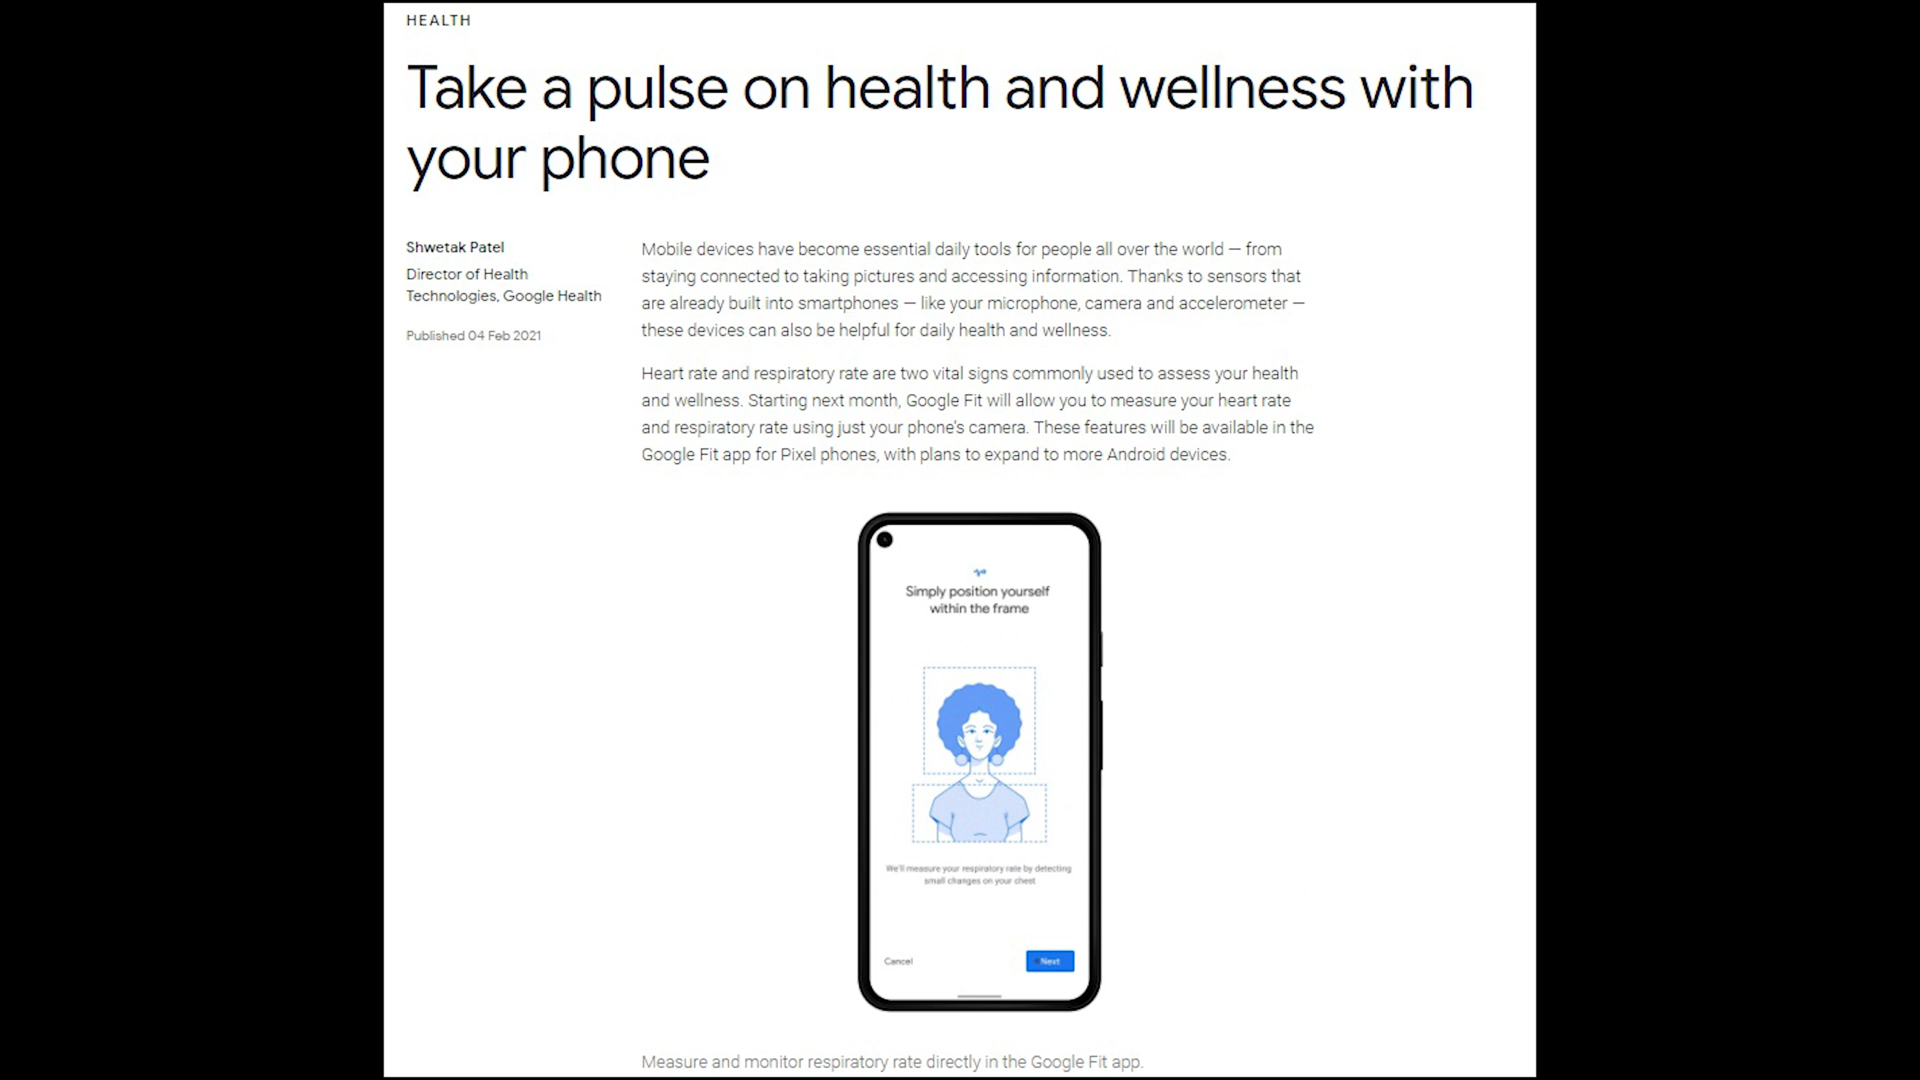 HEALTH
Take a pulse on health and wellness with
your phone
Shwetak Patel
Director of Health
Technologies, Google Health
Published 04 Feb 2021
Mobile devices have become essential daily tools for people all over the world — from
staying connected to taking pictures and accessing information. Thanks to sensors that
are already built into smartphones — like your microphone, camera and accelerometer —
these devices can also be helpful for daily health and wellness.
Heart rate and respiratory rate are two vital signs commonly used to assess your health
and wellness. Starting next month, Google Fit will allow you to measure your heart rate
and respiratory rate using just your phone's camera. These features will be available in the
Google Fit app for Pixel phones, with plans to expand to more Android devices.
Simply position yourself
within the frame
We'll measure your respiratory rate by detecting
small changes on your chest
Cancel
Next
Measure and monitor respiratory rate directly in the Google Fit app.